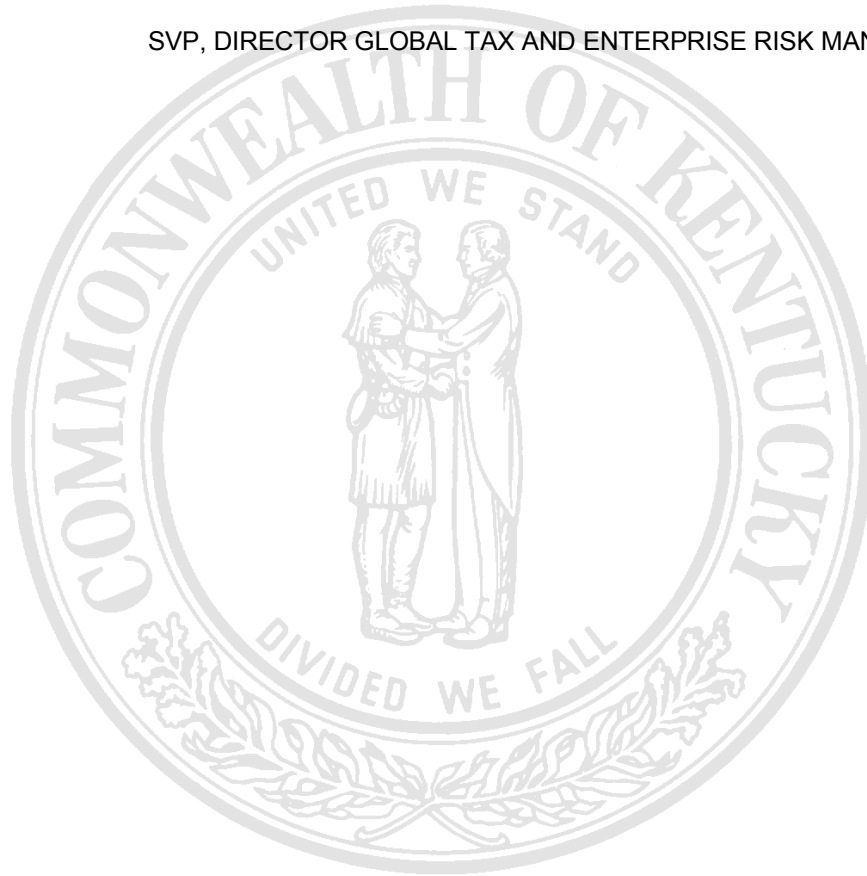 SVP, DIRECTOR GLOBAL TAX AND ENTERPRISE RISK MAN
COMMONWEALTH OF KENTUCKY
UNITED WE STAND
DIVIDED WE FALL